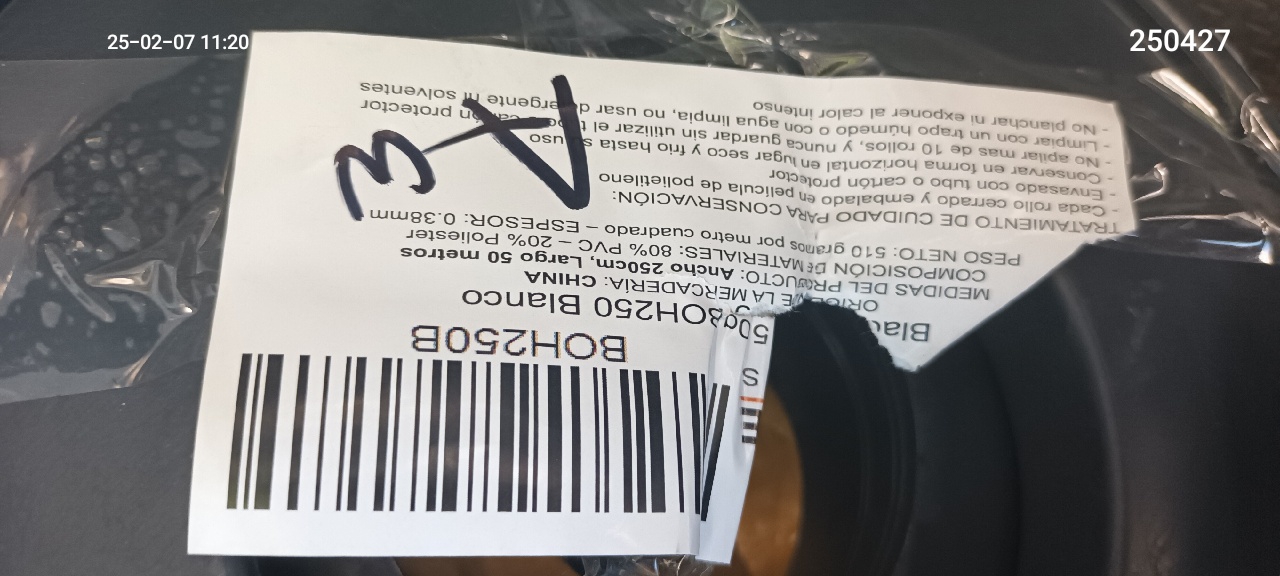 25-02-07 11:20
250427
BOH250B
BOH250 Blanco
DE LA MERCADERÍA: CHINA
MEDIDAS DEL PRODUCTO: Ancho 250cm, Largo 50 metros
COMPOSICIÓN DE MATERIALES: 80% PVC – 20% Poliester
PESO NETO: 510 gramos por metro cuadrado – ESPESOR: 0.38mm
TRATAMIENTO DE CUIDADO PARA CONSERVACIÓN:
- Cada rollo cerrado y embalado en película de polietileno
- Envasado con tubo o cartón protector
- Conservar en forma horizontal en lugar seco y frio hasta su uso
- No apilar mas de 10 rollos, y nunca guardar sin utilizar el protector
- Limpiar con un trapo húmedo o con agua limpia, no usar detergente ni solventes
- No planchar ni exponer al calor intenso